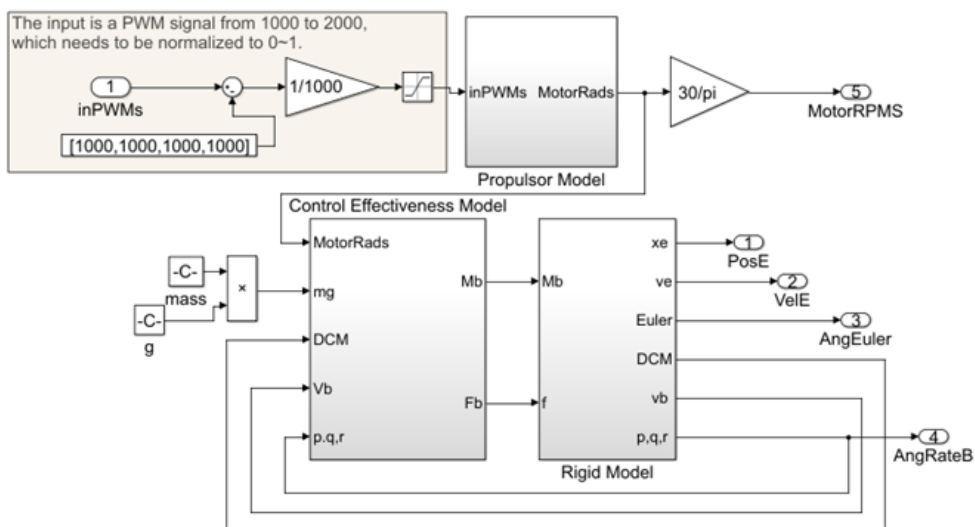 The input is a PWM signal from 1000 to 2000,
which needs to be normalized to 0~1.
1
inPWMs
+
-
1/1000
[1000,1000,1000,1000]
inPWMs
MotorRads
Propulsor Model
30/pi
5
MotorRPMS
Control Effectiveness Model
MotorRads
mg
DCM
Vb
p.q,r
Mb
Fb
-C-
mass
-C-
g
×
Mb
f
xe
ve
Euler
DCM
vb
p,q,r
Rigid Model
1
PosE
2
VelE
3
AngEuler
4
AngRateB